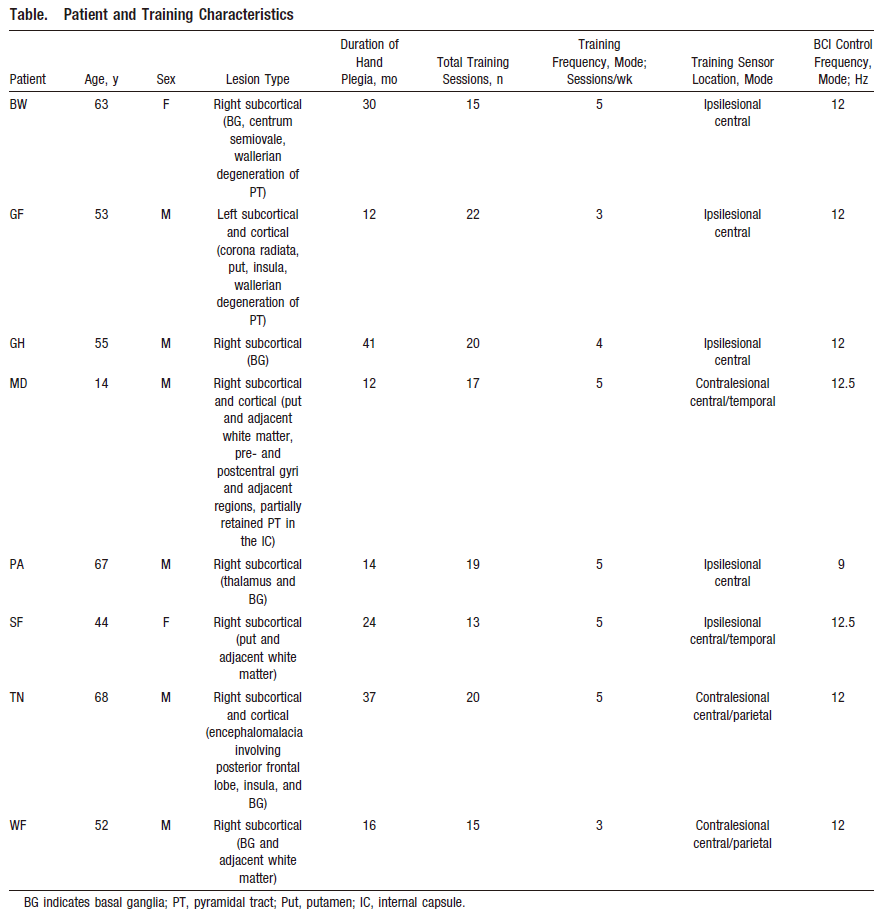 Table. Patient and Training Characteristics
Duration of Training BCI Control
Hand Total Training Frequency, Mode; Training Sensor Frequency,
Patient Age, y Sex Lesion Type Plegia, mo Sessions, n Sessions/wk Location, Mode Mode; Hz
BW 63 F Right subcortical 30 15 5 Ipsilesional 12
(BG, centrum central
semiovale,
wallerian
degeneration of
PT)
GF 53 M Left subcortical 12 22 3 Ipsilesional 12
and cortical central
(corona radiata,
put, insula,
wallerian
degeneration of
PT)
GH 55 M Right subcortical 41 20 4 Ipsilesional 12
(BG) central
MD 14 M Right subcortical 12 17 5 Contralesional 12.5
and cortical (put central/temporal
and adjacent
white matter,
pre- and
postcentral gyri
and adjacent
regions, partially
retained PT in
the IC)
PA 67 M Right subcortical 14 19 5 Ipsilesional 9
(thalamus and central
BG)
SF 44 F Right subcortical 24 13 5 Ipsilesional 12.5
(put and central/temporal
adjacent white
matter)
TN 68 M Right subcortical 37 20 5 Contralesional 12
and cortical central/parietal
(encephalomalacia
involving
posterior frontal
lobe, insula, and
BG)
WF 52 M Right subcortical 16 15 3 Contralesional 12
(BG and central/parietal
adjacent white
matter)
BG indicates basal ganglia; PT, pyramidal tract; Put, putamen; IC, internal capsule.